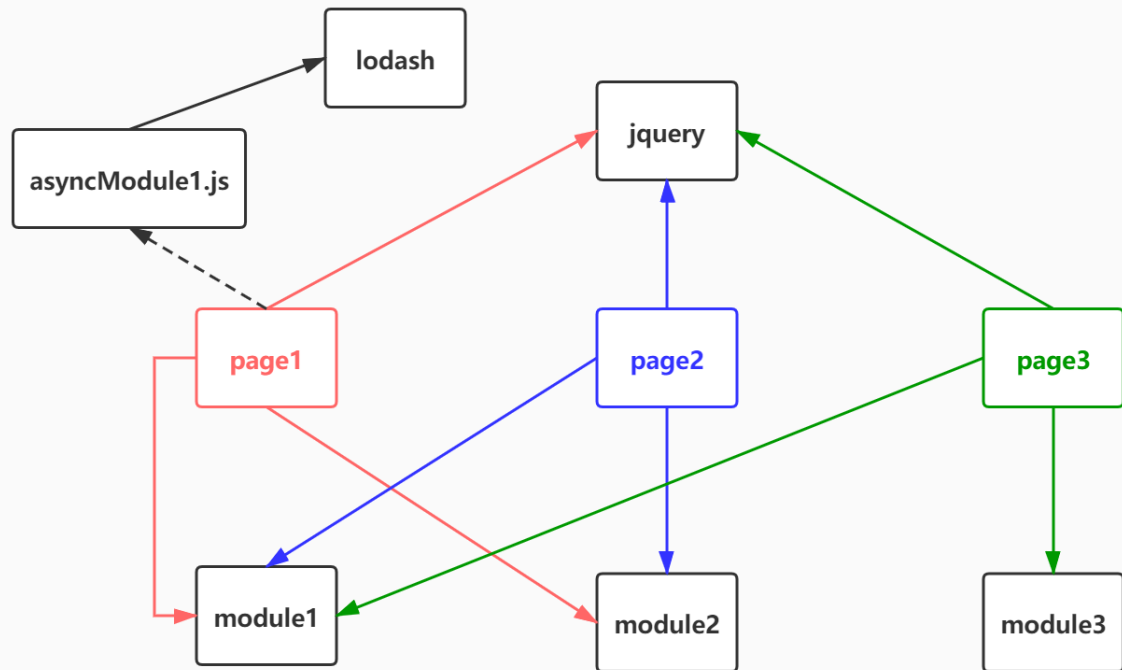 lodash
jquery
asyncModule1.js
page1
page2
page3
module1
module2
module3